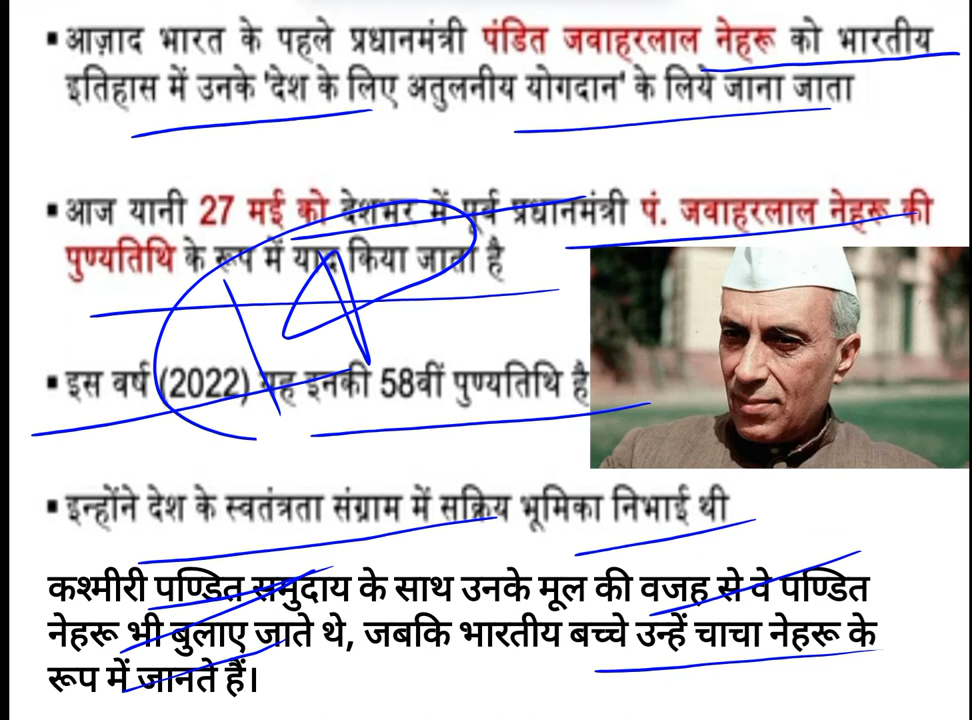 ▪ आज़ाद भारत के पहले प्रधानमंत्री पंडित जवाहरलाल नेहरू को भारतीय
इतिहास में उनके 'देश के लिए अतुलनीय योगदान' के लिये जाना जाता
▪ आज यानी 27 मई को देशभर में पूर्व प्रधानमंत्री पं. जवाहरलाल नेहरू की
पुण्यतिथि के रूप में याद किया जाता है
14
▪ इस वर्ष (2022) यह इनकी 58वीं पुण्यतिथि है
▪ इन्होंने देश के स्वतंत्रता संग्राम में सक्रिय भूमिका निभाई थी
कश्मीरी पण्डित समुदाय के साथ उनके मूल की वजह से वे पण्डित
नेहरू भी बुलाए जाते थे, जबकि भारतीय बच्चे उन्हें चाचा नेहरू के
रूप में जानते हैं।